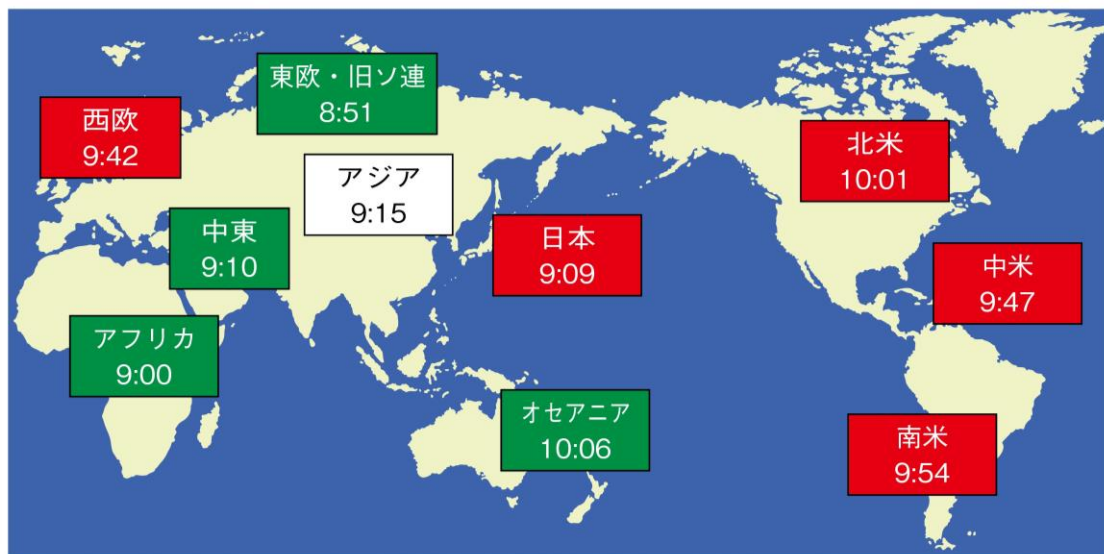 東欧・旧ソ連
8:51
西欧
9:42
アジア
9:15
北米
10:01
中東
9:10
日本
9:09
中米
9:47
アフリカ
9:00
オセアニア
10:06
南米
9:54